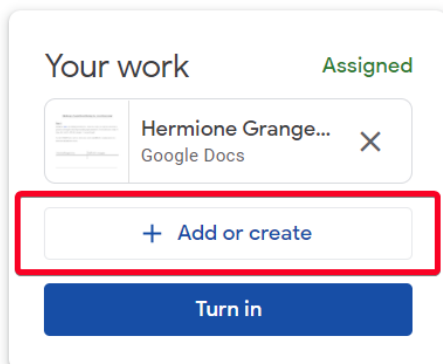 Your work Assigned
Hermione Grange...
Google Docs
+ Add or create
Turn in